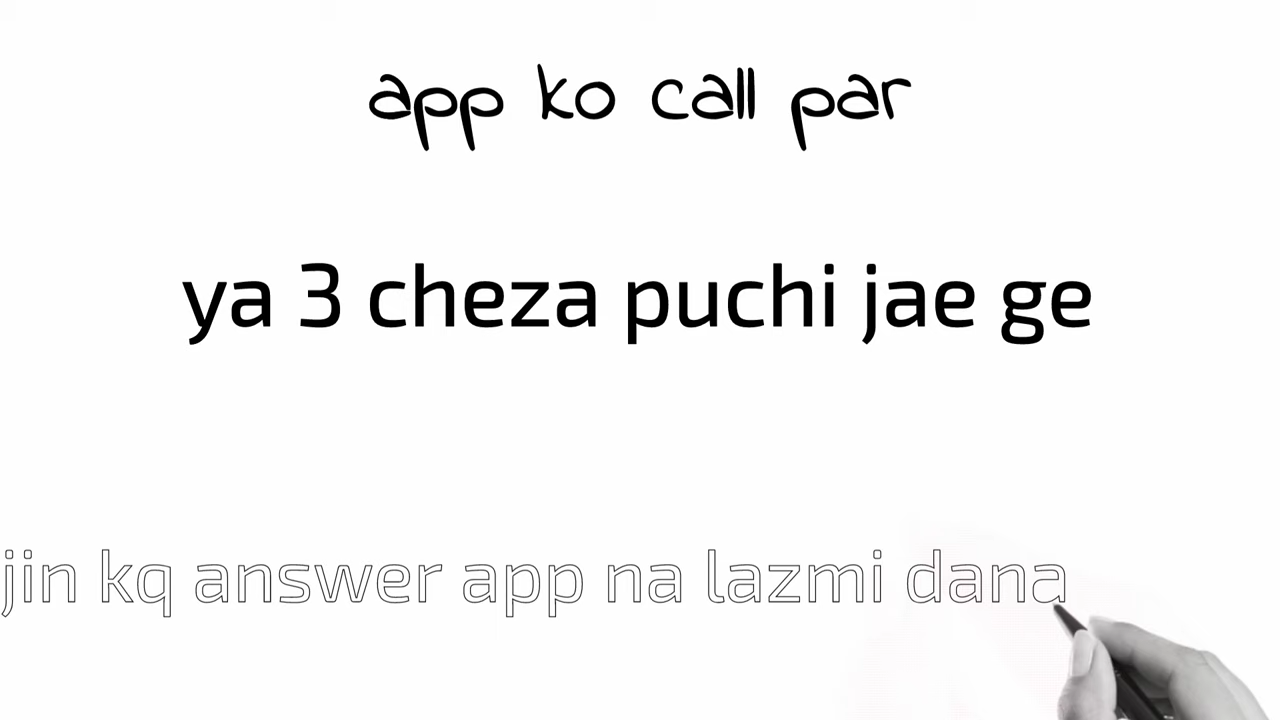 app ko call par
ya 3 cheza puchi jae ge
jin kq answer app na lazmi dana